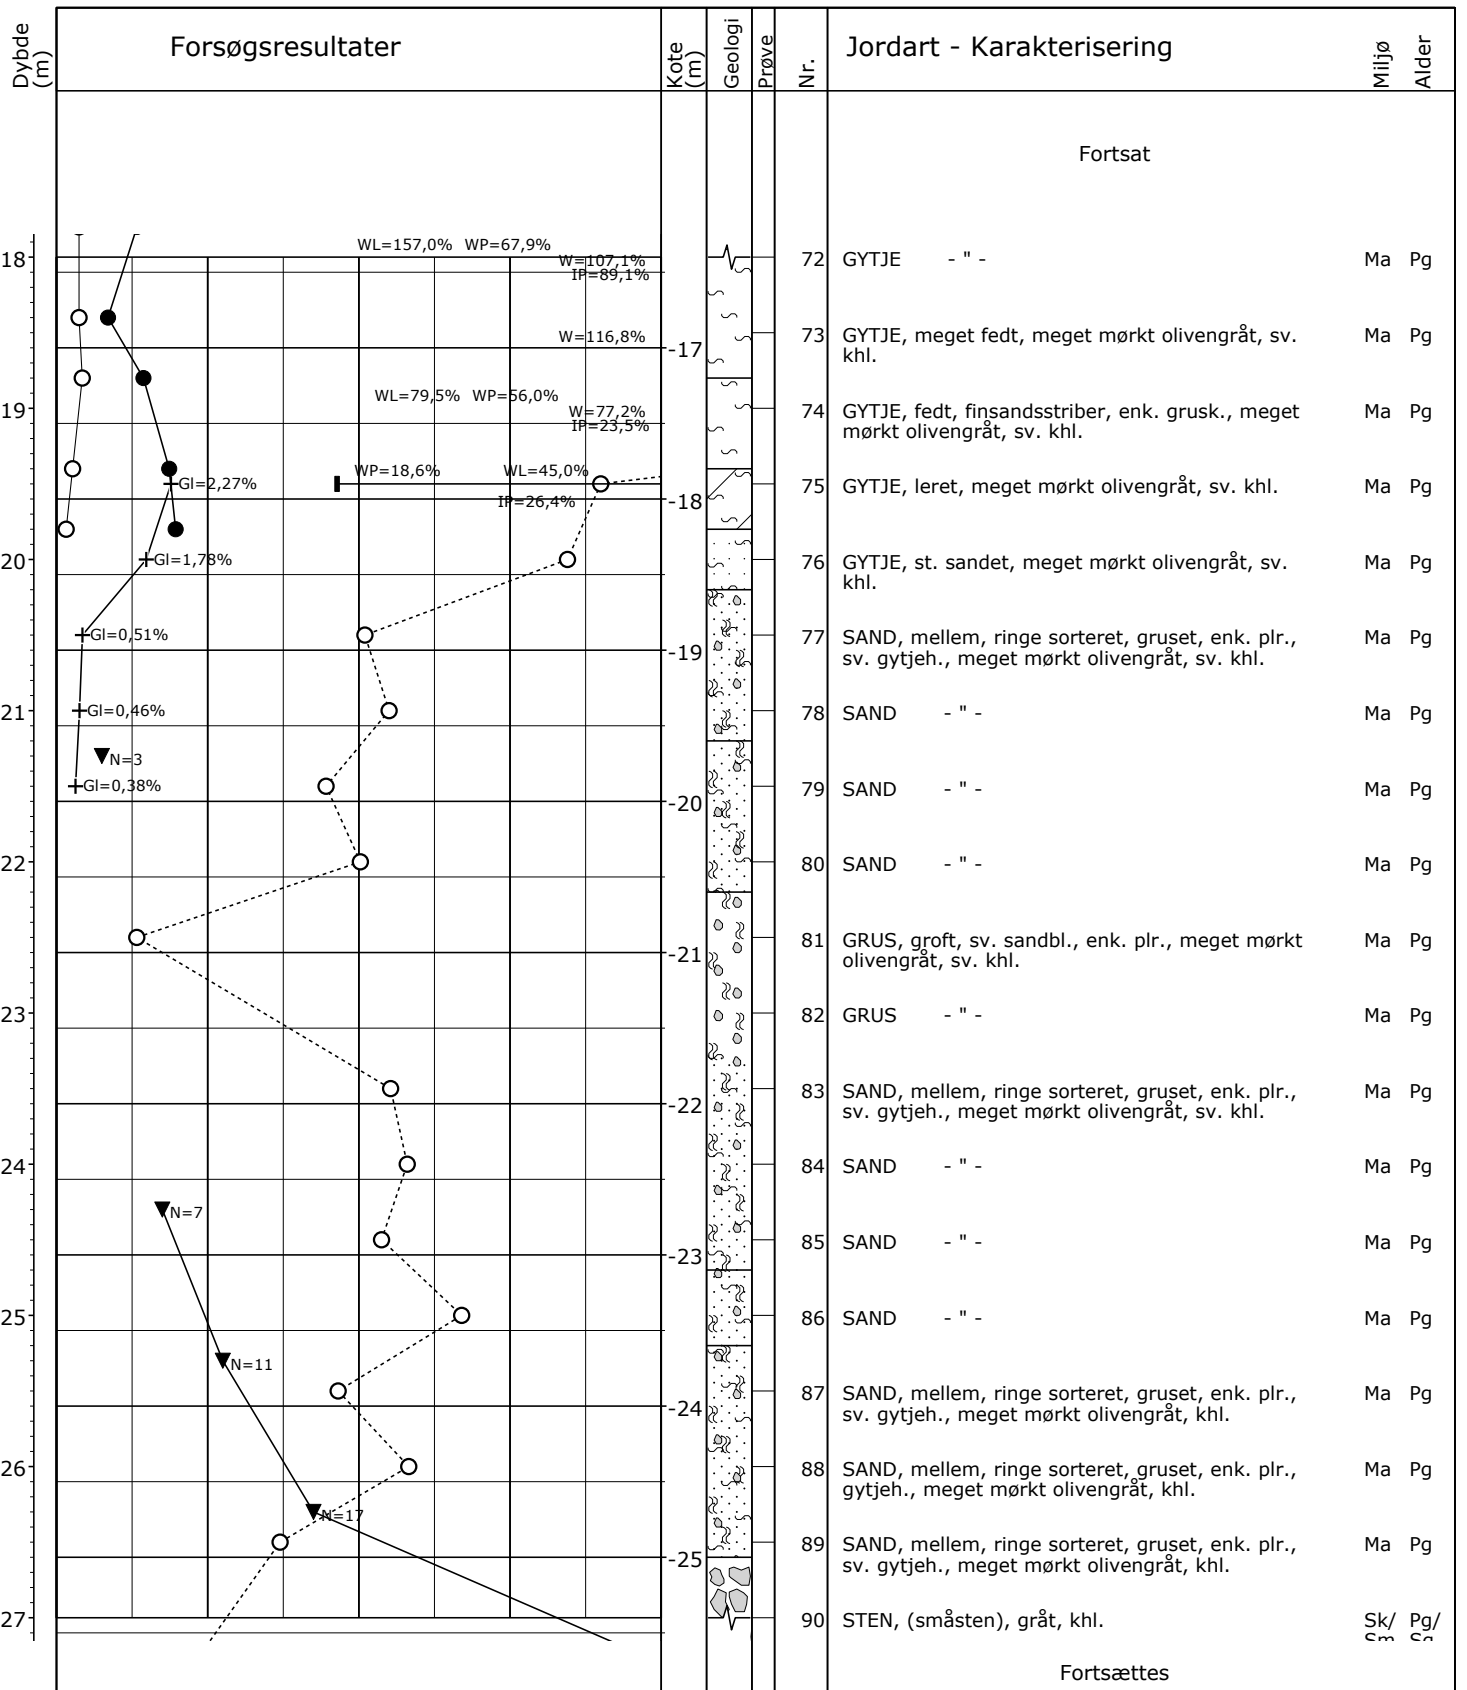 Dybde (m)
Forsøgsresultater
Kote (m)
Geologi
Prøve
Nr.
Jordart - Karakterisering
Miljø
Alder
Fortsat
WL=157,0% WP=67,9%
18 W=107,1% 72 GYTJE - " - Ma Pg
IP=89,1%
W=116,8% 73 GYTJE, meget fedt, meget mørkt olivengråt, sv. Ma Pg
-17 khl.
WL=79,5% WP=56,0%
19 W=77,2% 74 GYTJE, fedt, finsandsstriber, enk. grusk., meget Ma Pg
IP=23,5% mørkt olivengråt, sv. khl.
WP=18,6% WL=45,0%
Gl=2,27% 75 GYTJE, leret, meget mørkt olivengråt, sv. khl. Ma Pg
IP=26,4% -18
20 Gl=1,78% 76 GYTJE, st. sandet, meget mørkt olivengråt, sv. Ma Pg
khl.
Gl=0,51% 77 SAND, mellem, ringe sorteret, gruset, enk. plr., Ma Pg
-19 sv. gytjeh., meget mørkt olivengråt, sv. khl.
21 Gl=0,46% 78 SAND - " - Ma Pg
N=3
Gl=0,38% 79 SAND - " - Ma Pg
-20
22 80 SAND - " - Ma Pg
81 GRUS, groft, sv. sandbl., enk. plr., meget mørkt Ma Pg
-21 olivengråt, sv. khl.
23 82 GRUS - " - Ma Pg
83 SAND, mellem, ringe sorteret, gruset, enk. plr., Ma Pg
-22 sv. gytjeh., meget mørkt olivengråt, sv. khl.
24 84 SAND - " - Ma Pg
N=7
85 SAND - " - Ma Pg
-23
25 86 SAND - " - Ma Pg
N=11
87 SAND, mellem, ringe sorteret, gruset, enk. plr., Ma Pg
-24 sv. gytjeh., meget mørkt olivengråt, khl.
26 88 SAND, mellem, ringe sorteret, gruset, enk. plr., Ma Pg
gytjeh., meget mørkt olivengråt, khl.
N=17
89 SAND, mellem, ringe sorteret, gruset, enk. plr., Ma Pg
-25 sv. gytjeh., meget mørkt olivengråt, khl.
27 90 STEN, (småsten), gråt, khl. Sk/ Pg/
Sm Sg
Fortsættes